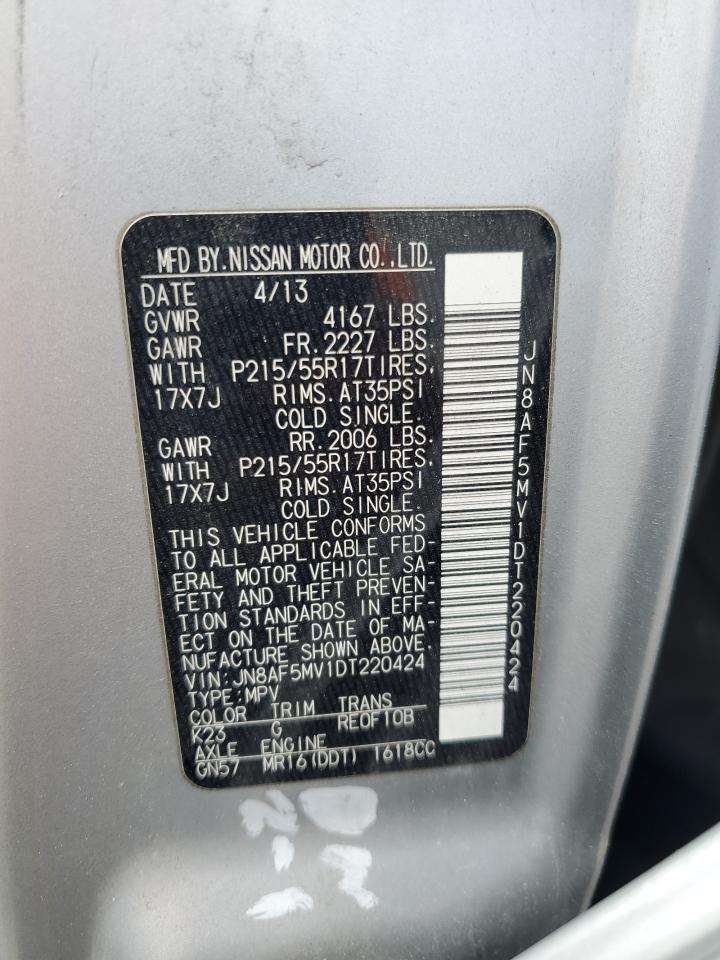 MFD BY.NISSAN MOTOR CO.,LTD.
DATE 4/13
GVWR 4167 LBS.
GAWR FR.2227 LBS.
WITH P215/55R17TIRES.
17X7J RIMS.AT35PSI
COLD SINGLE.
GAWR RR.2006 LBS.
WITH P215/55R17TIRES.
17X7J RIMS.AT35PSI
COLD SINGLE.
THIS VEHICLE CONFORMS
TO ALL APPLICABLE FED-
ERAL MOTOR VEHICLE SA-
FETY AND THEFT PREVEN-
TION STANDARDS IN EFF-
ECT ON THE DATE OF MA-
NUFACTURE SHOWN ABOVE.
VIN:JN8AF5MV1DT220424
TYPE:MPV
COLOR TRIM TRANS
K23 G RE0F10B
AXLE ENGINE
GN57 MR16(DDT) 1618CC
JN8AF5MV1DT220424